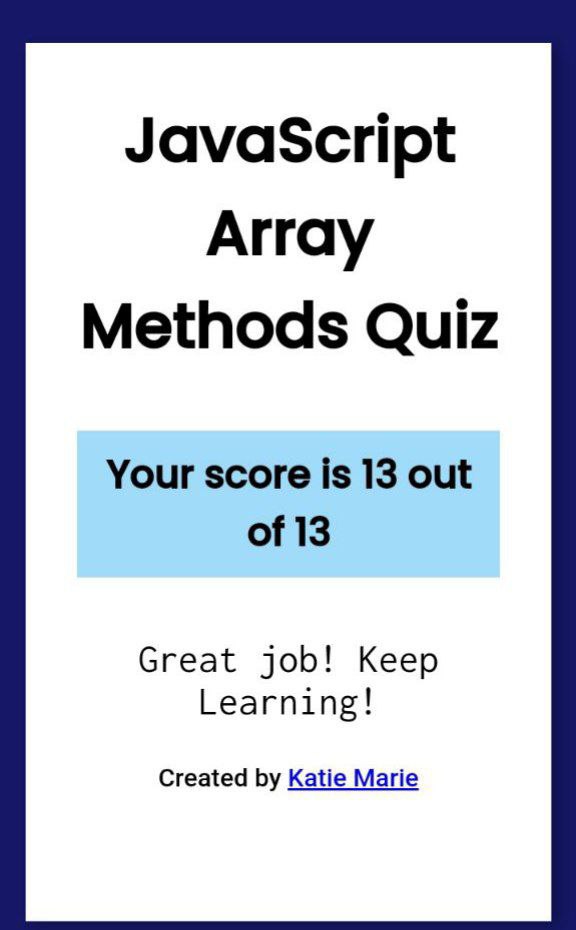 JavaScript
Array
Methods Quiz
Your score is 13 out
of 13
Great job! Keep
Learning!
Created by Katie Marie